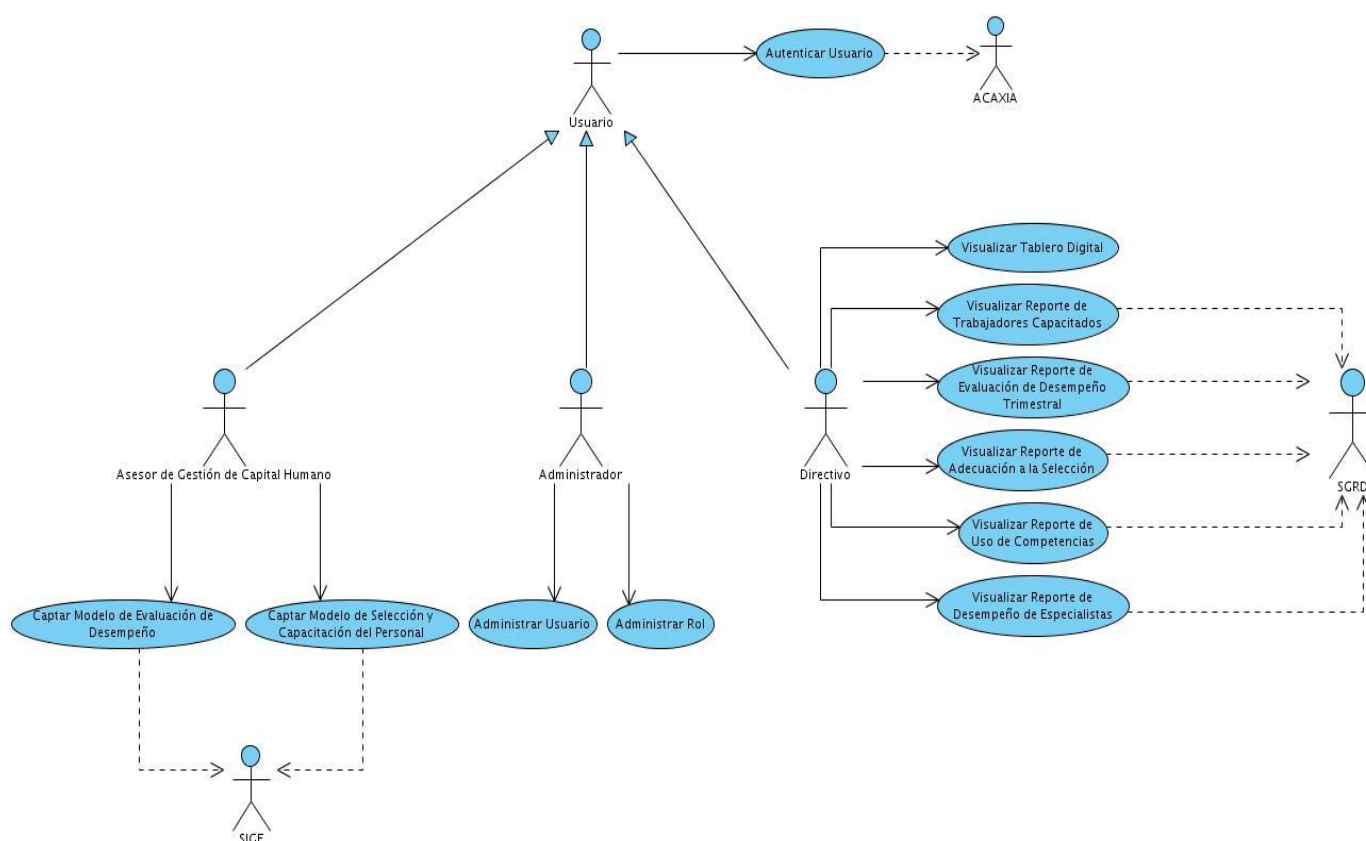 Autenticar Usuario
ACAXIA
Usuario
Visualizar Tablero Digital
Visualizar Reporte de
Trabajadores Capacitados
Visualizar Reporte de
Evaluación de Desempeño
Trimestral
Asesor de Gestión de Capital Humano
Administrador
Directivo
Visualizar Reporte de
Adecuación a la Selección
SGRD
Visualizar Reporte de
Uso de Competencias
Visualizar Reporte de
Desempeño de Especialistas
Captar Modelo de Evaluación de
Desempeño
Captar Modelo de Selección y
Capacitación del Personal
Administrar Usuario
Administrar Rol